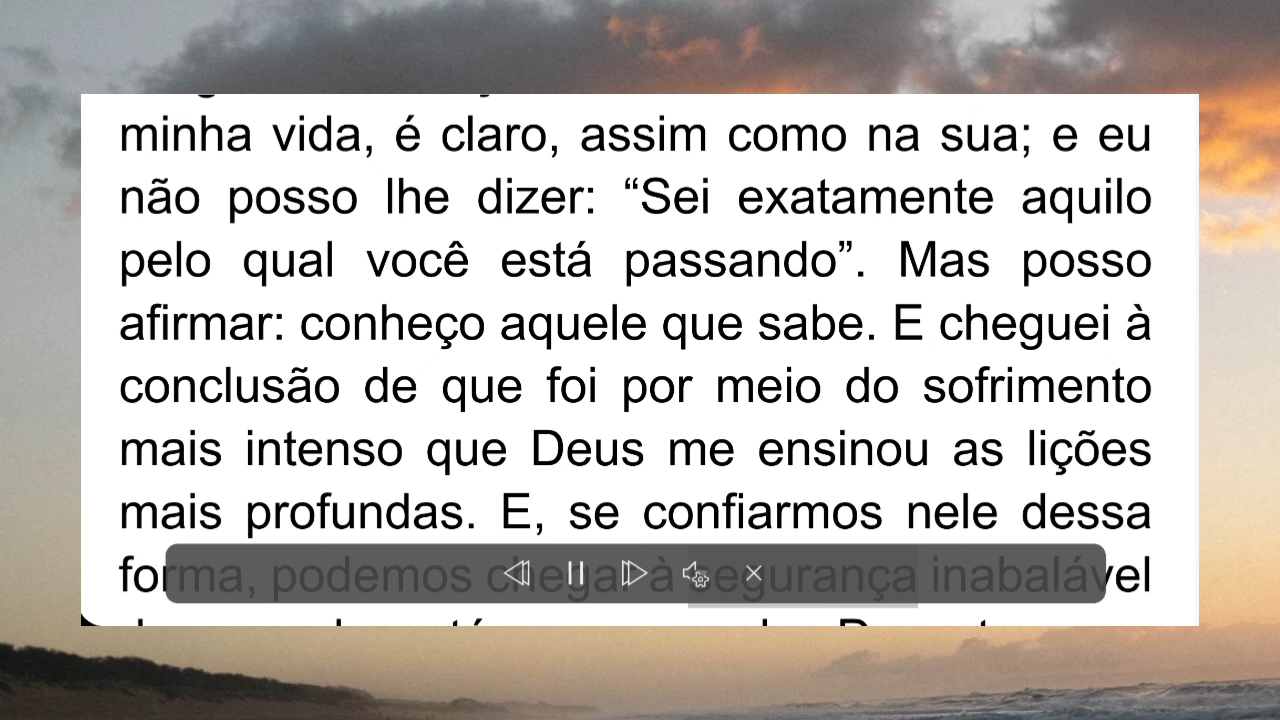 minha vida, é claro, assim como na sua; e eu
não posso lhe dizer: “Sei exatamente aquilo
pelo qual você está passando”. Mas posso
afirmar: conheço aquele que sabe. E cheguei à
conclusão de que foi por meio do sofrimento
mais intenso que Deus me ensinou as lições
mais profundas. E, se confiarmos nele dessa
forma, podemos chegar à segurança inabalável